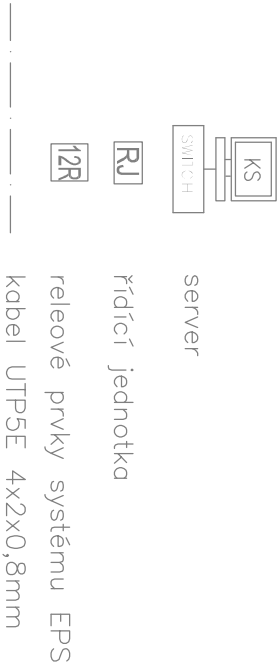 KS
SWITCH
server
RJ
řídící jednotka
12R
releové prvky systému EPS
kabel UTP5E 4x2x0,8mm